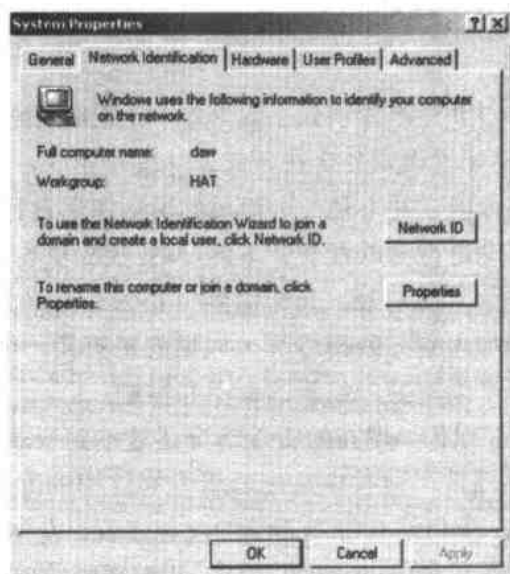 System Properties
? X
General Network Identification Hardware User Profiles Advanced
Windows uses the following information to identify your computer
on the network.
Full computer name: daw
Workgroup: HAT
To use the Network Identification Wizard to join a
domain and create a local user, click Network ID.
Network ID
To rename this computer or join a domain, click
Properties.
Properties
OK Cancel Apply